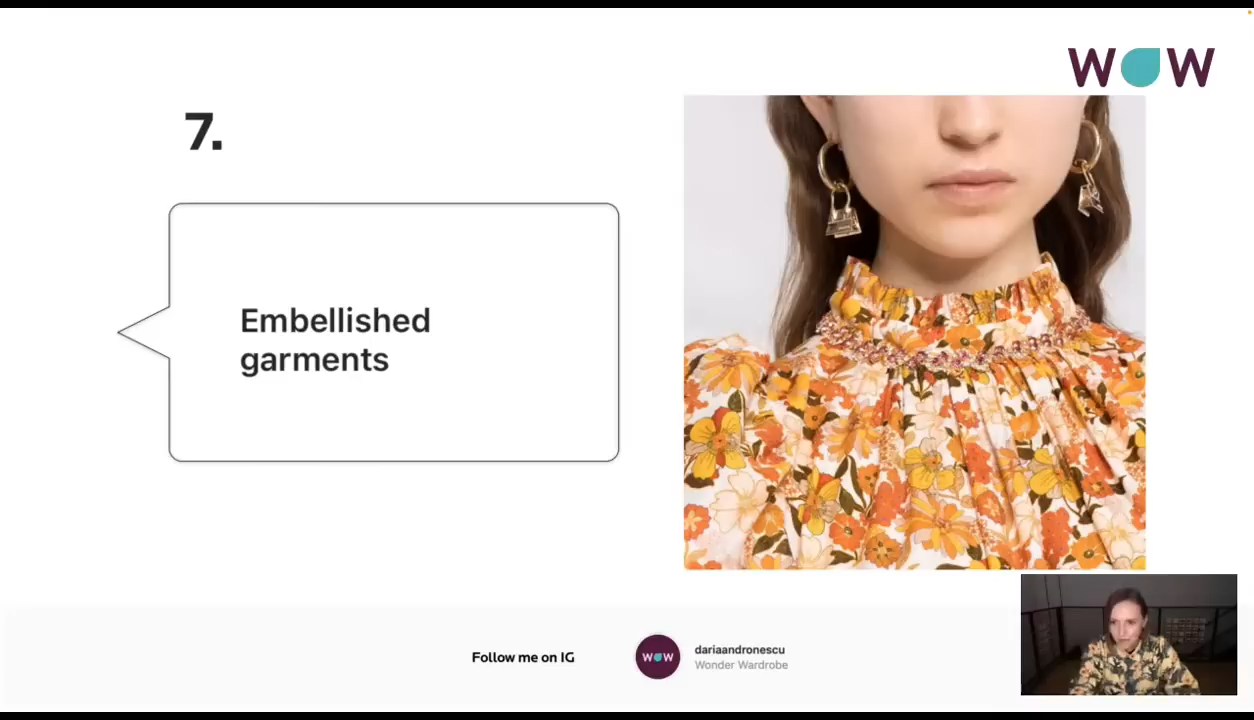 WOW
7.
Embellished
garments
Follow me on IG
WOW
dariaandronescu
Wonder Wardrobe